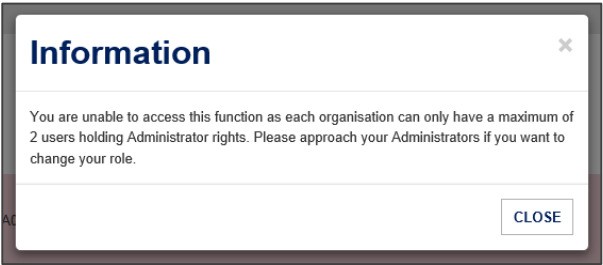 Information
×
You are unable to access this function as each organisation can only have a maximum of
2 users holding Administrator rights. Please approach your Administrators if you want to
change your role.
CLOSE